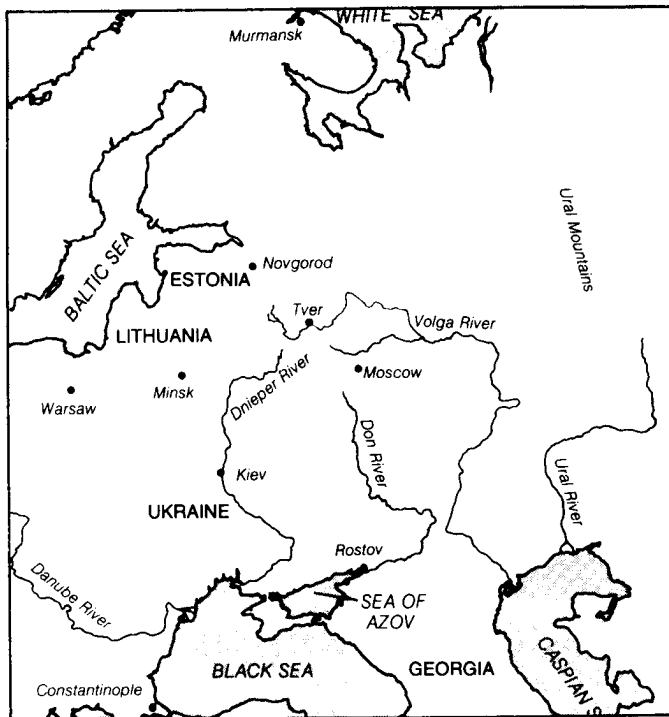 WHITE SEA
Murmansk
Ural Mountains
BALTIC SEA
Novgorod
ESTONIA
Tver
Volga River
LITHUANIA
Dnieper River
Moscow
Minsk
Warsaw
Don River
Kiev
Ural River
UKRAINE
Rostov
Danube River
SEA OF
AZOV
BLACK SEA
GEORGIA
CASPIAN S
Constantinople